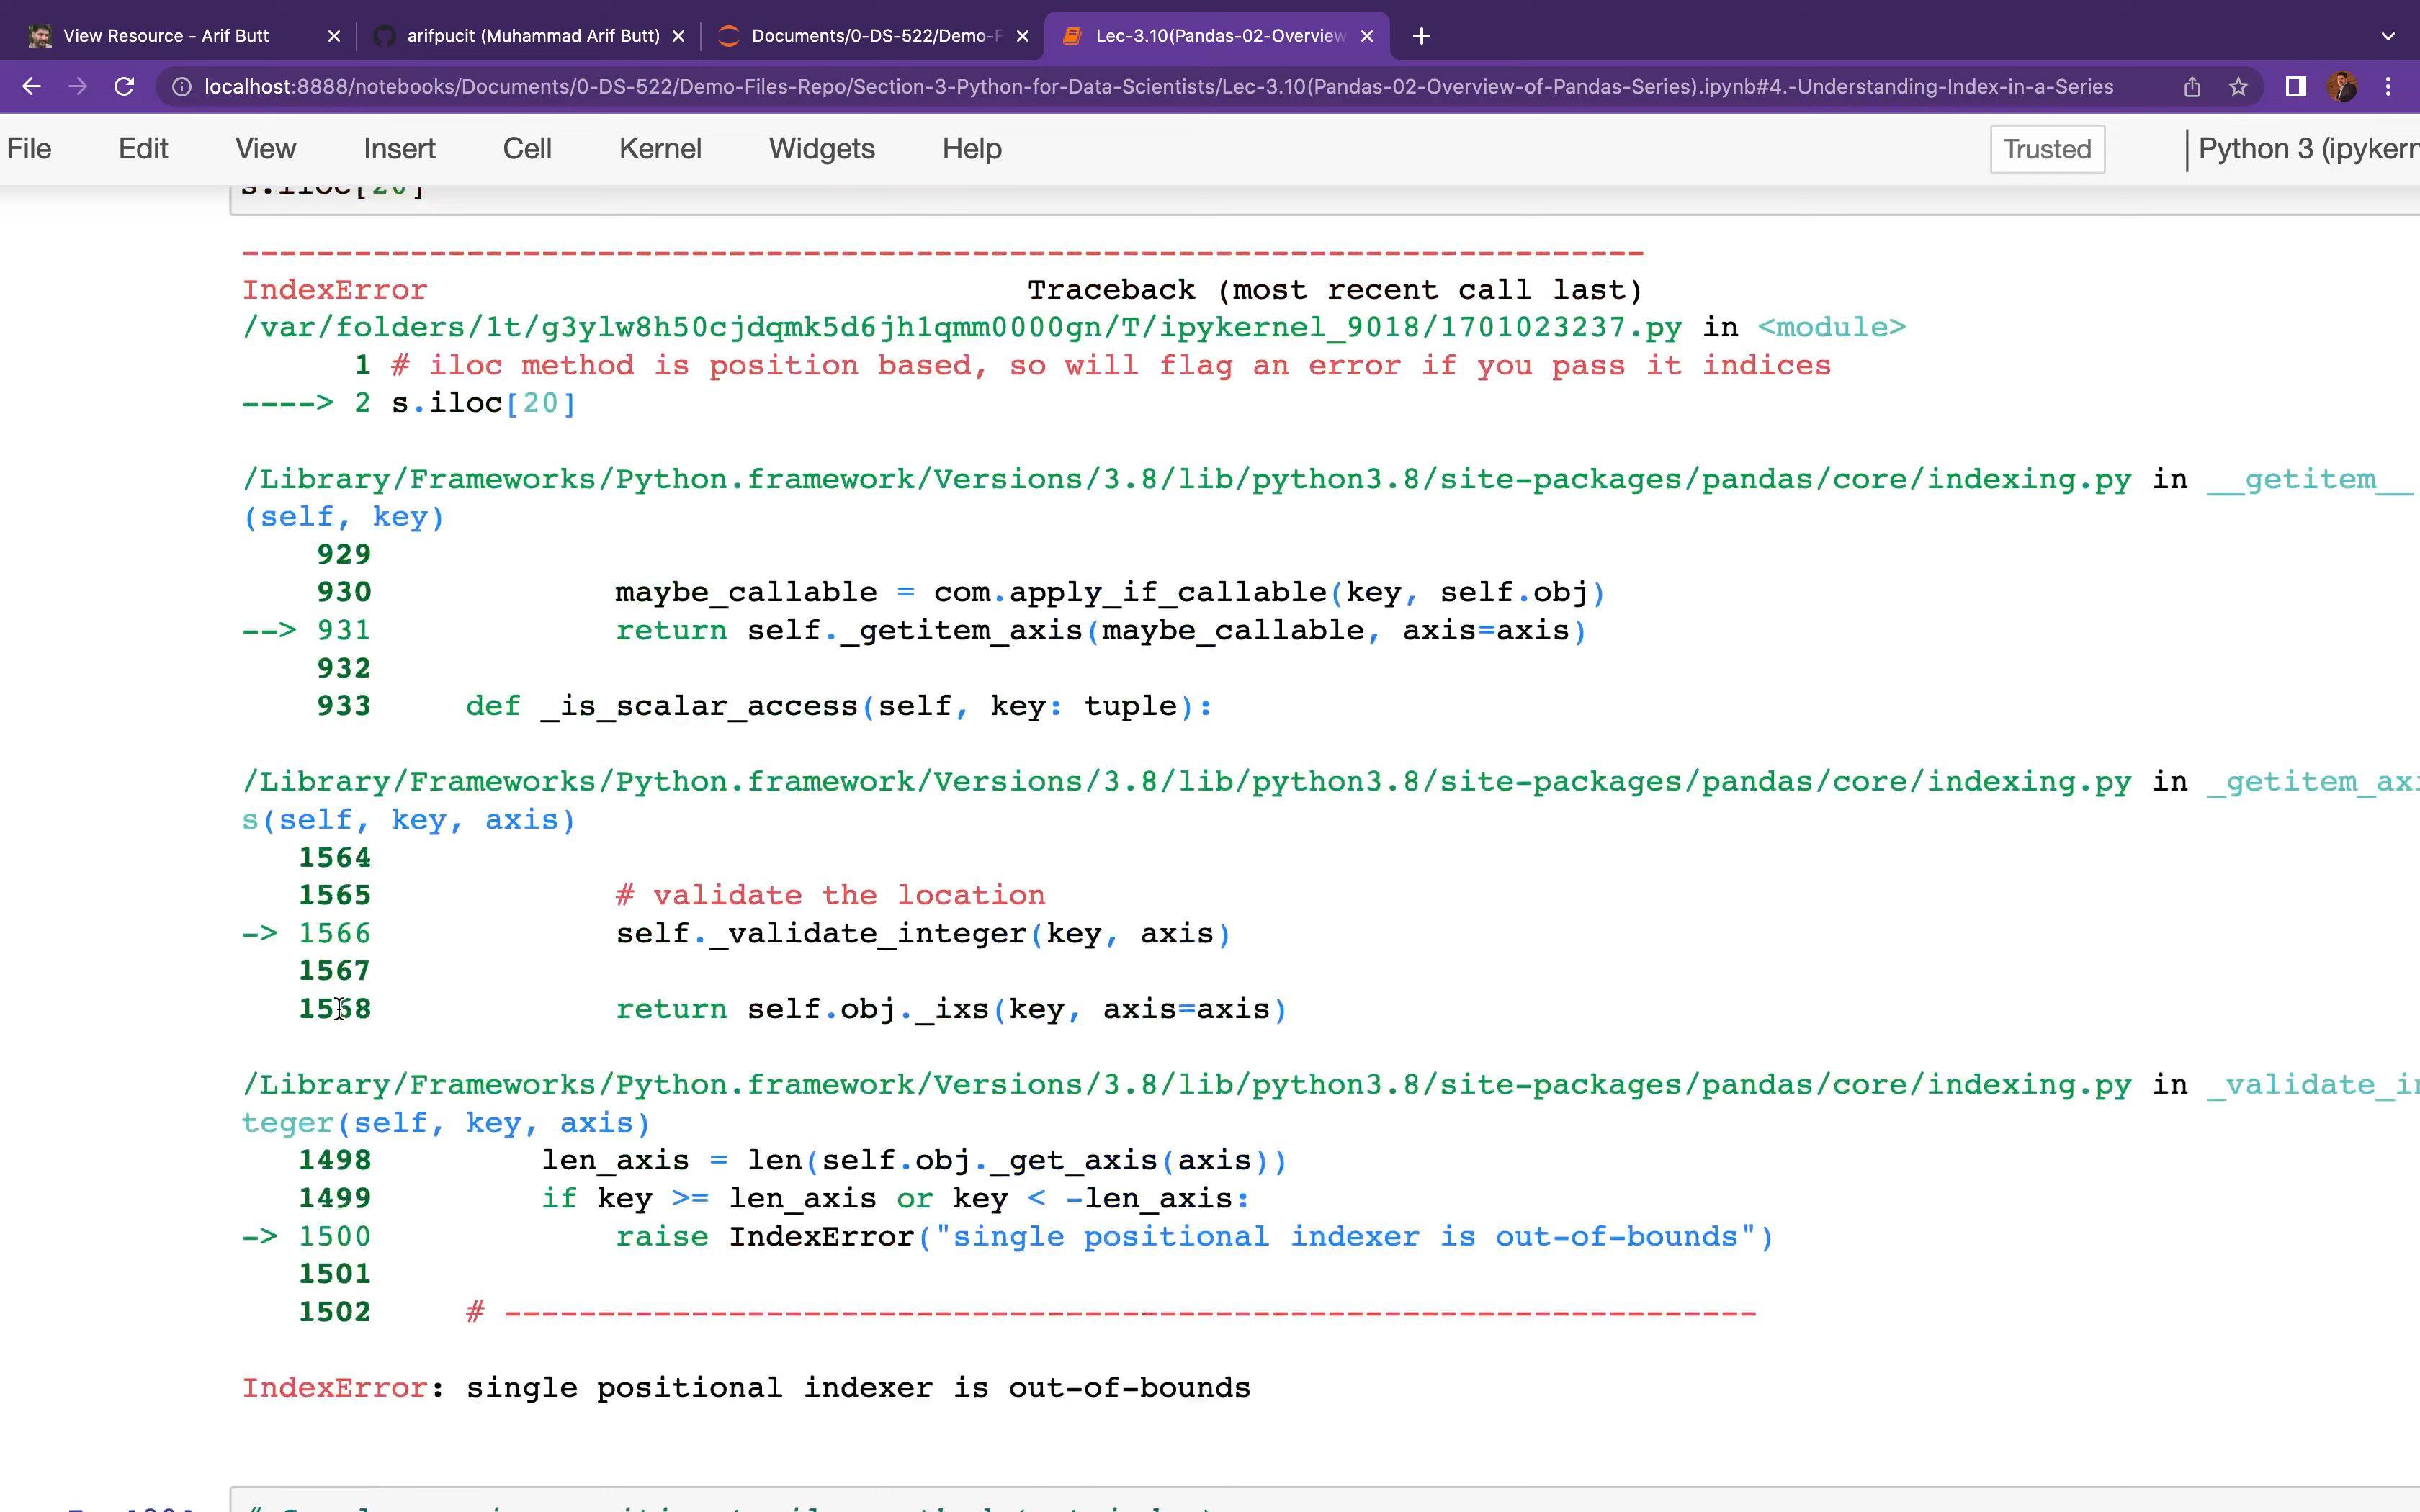 View Resource - Arif Butt
arifpucit (Muhammad Arif Butt)
Documents/0-DS-522/Demo-F
Lec-3.10(Pandas-02-Overview
localhost:8888/notebooks/Documents/0-DS-522/Demo-Files-Repo/Section-3-Python-for-Data-Scientists/Lec-3.10(Pandas-02-Overview-of-Pandas-Series).ipynb#4.-Understanding-Index-in-a-Series
File Edit View Insert Cell Kernel Widgets Help Trusted Python 3 (ipykern
s.iloc[20]
---------------------------------------------------------------------------
IndexError Traceback (most recent call last)
/var/folders/1t/g3ylw8h50cjdqmk5d6jh1qmm0000gn/T/ipykernel_9018/1701023237.py in <module>
1 # iloc method is position based, so will flag an error if you pass it indices
----> 2 s.iloc[20]
/Library/Frameworks/Python.framework/Versions/3.8/lib/python3.8/site-packages/pandas/core/indexing.py in __getitem__
(self, key)
929
930 maybe_callable = com.apply_if_callable(key, self.obj)
--> 931 return self._getitem_axis(maybe_callable, axis=axis)
932
933 def _is_scalar_access(self, key: tuple):
/Library/Frameworks/Python.framework/Versions/3.8/lib/python3.8/site-packages/pandas/core/indexing.py in _getitem_axi
s(self, key, axis)
1564
1565 # validate the location
-> 1566 self._validate_integer(key, axis)
1567
1568 return self.obj._ixs(key, axis=axis)
/Library/Frameworks/Python.framework/Versions/3.8/lib/python3.8/site-packages/pandas/core/indexing.py in _validate_in
teger(self, key, axis)
1498 len_axis = len(self.obj._get_axis(axis))
1499 if key >= len_axis or key < -len_axis:
-> 1500 raise IndexError("single positional indexer is out-of-bounds")
1501
1502 # -------------------------------------------------------------------
IndexError: single positional indexer is out-of-bounds